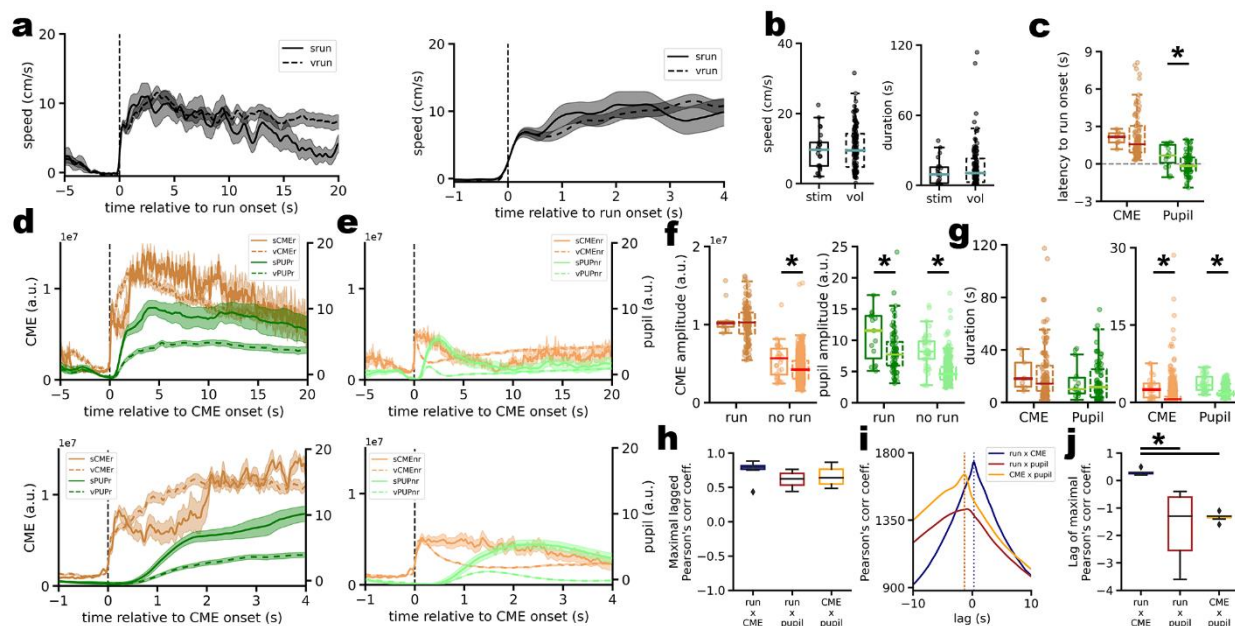 a
speed (cm/s)
20
10
0
-5
0
5
10
15
20
time relative to run onset (s)
srun
vrun
speed (cm/s)
20
10
0
-1
0
1
2
3
4
time relative to run onset (s)
srun
vrun
b
speed (cm/s)
40
20
0
stim
vol
duration (s)
120
90
60
30
0
stim
vol
c
latency to run onset (s)
9
6
3
0
−3
*
CME
Pupil
d
1e7
CME (a.u.)
1
0
20
10
0
sCMEr
vCMEr
sPUPr
vPUPr
-5
0
5
10
15
20
time relative to CME onset (s)
e
1e7
1
0
20
10
0
pupil (a.u.)
sCMEnr
vCMEnr
sPUPnr
vPUPnr
-5
0
5
10
15
20
time relative to CME onset (s)
f
1e7
CME amplitude (a.u.)
2
1
0
*
run
no run
pupil amplitude (a.u.)
25
20
15
10
5
0
*
*
run
no run
g
duration (s)
120
80
40
0
CME
Pupil
30
15
0
*
*
CME
Pupil
1e7
CME (a.u.)
1
0
20
10
0
sCMEr
vCMEr
sPUPr
vPUPr
-1
0
1
2
3
4
time relative to CME onset (s)
1e7
1
0
20
10
0
pupil (a.u.)
sCMEnr
vCMEnr
sPUPnr
vPUPnr
-1
0
1
2
3
4
time relative to CME onset (s)
h
Maximal lagged
Pearson's corr coeff.
1.0
0.5
0.0
−0.5
−1.0
run
x
CME
run
x
pupil
CME
x
pupil
i
Pearson's corr coeff.
1800
1350
900
run x CME
run x pupil
CME x pupil
−10
0
10
lag (s)
j
Lag of maximal
Pearson's corr coeff.
1
0
−1
−2
−3
−4
*
run
x
CME
run
x
pupil
CME
x
pupil